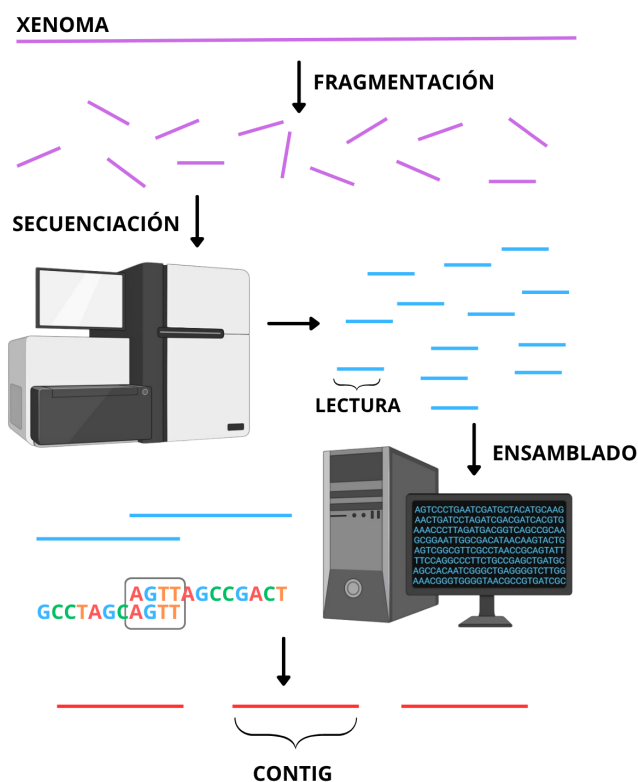 XENOMA
FRAGMENTACIÓN
SECUENCIACIÓN
LECTURA
ENSAMBLADO
AGTCCCTGAATCGATGCTACATGCAAG
AACTGATCCTAGATCGACGATCACGTG
AAACCCTTAGATGACGGTCAGCCGCAA
GCGGAATTGGCGACATAACAAGTACTG
AGTCGGCGTTCGCCTAACCGCAGTATT
TTCCAGGCCCTTCTGCCGAGCTGATGC
AGCCACAATCGGGCTGAGGGGTCTTGG
AAACGGGTGGGGTAACGCCGTGATCGC
AGTTAGCCGACT
GCCTAGCAGTT
CONTIG